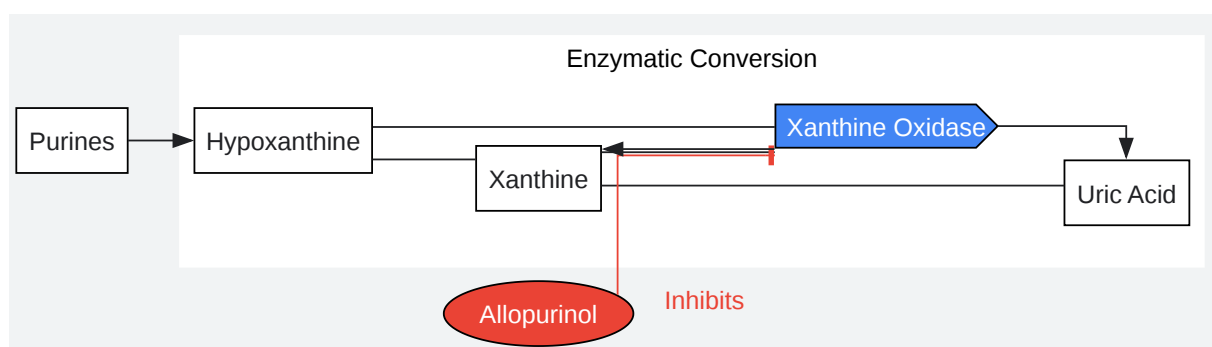 Enzymatic Conversion
Purines
Hypoxanthine
Xanthine
Xanthine Oxidase
Uric Acid
Allopurinol
Inhibits